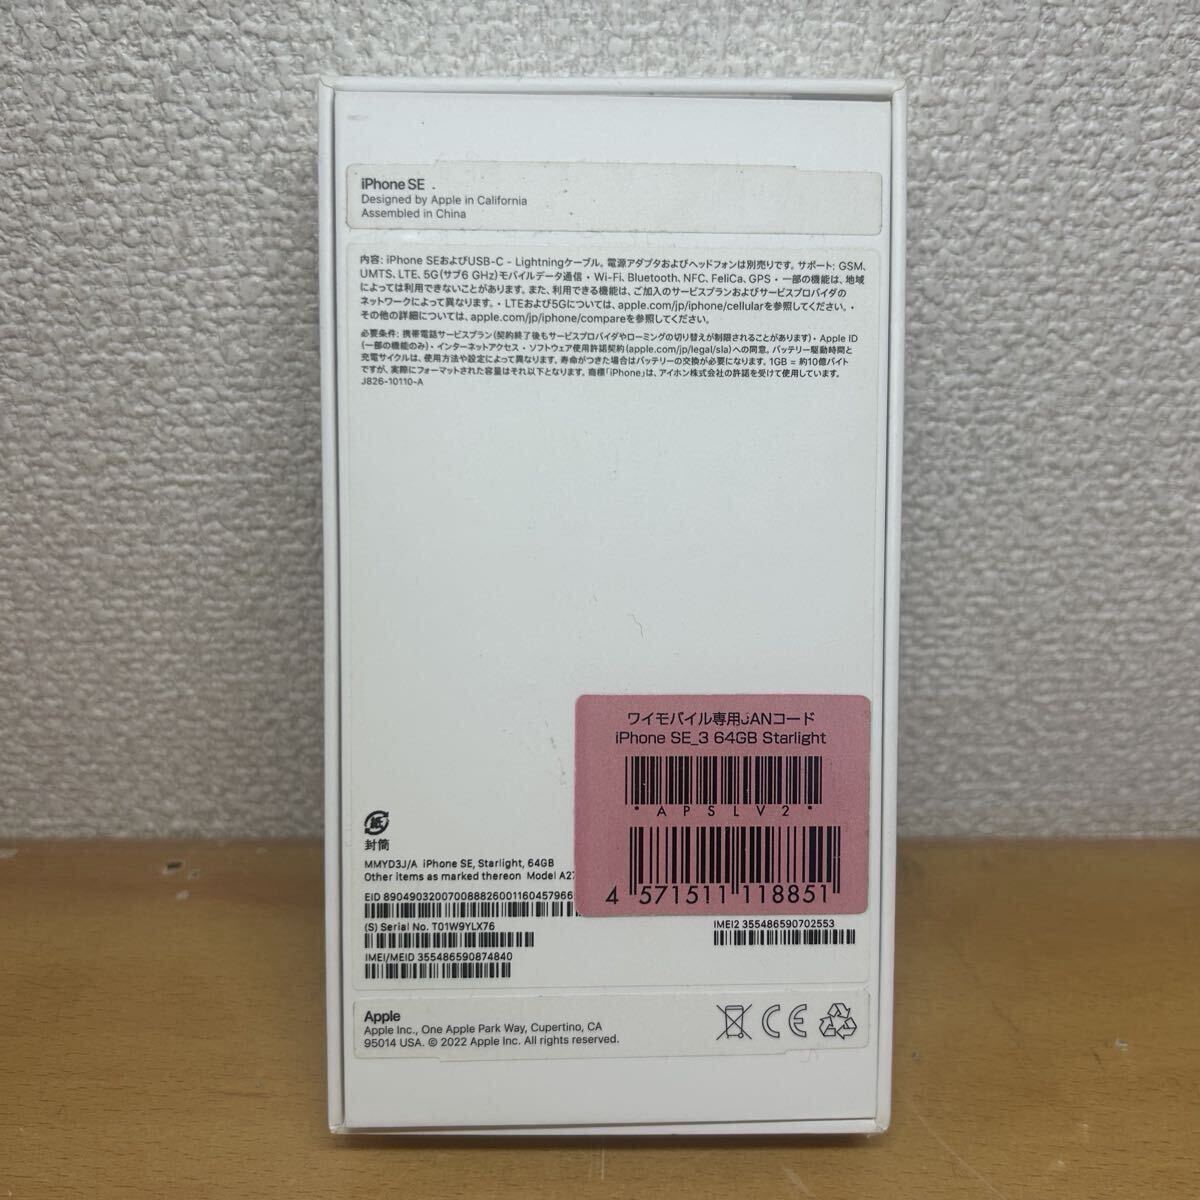 iPhone SE
Designed by Apple in California
Assembled in China
内容: iPhone SEおよびUSB-C - Lightningケーブル。電源アダプタおよびヘッドフォンは別売りです。サポート: GSM、
UMTS、LTE、5G(サブ6 GHz)モバイルデータ通信・Wi-Fi、Bluetooth、NFC、FeliCa、GPS・一部の機能は、地域
によっては利用できないことがあります。また、利用できる機能は、ご加入のサービスプランおよびサービスプロバイダの
ネットワークによって異なります。・LTEおよび5Gについては、apple.com/jp/iphone/cellularを参照してください。・
その他の詳細については、apple.com/jp/iphone/compareを参照してください。
必要条件: 携帯電話サービスプラン(契約終了後もサービスプロバイダやローミングの切り替えが制限されることがあります)・Apple ID
(一部の機能のみ)・インターネットアクセス・ソフトウェア使用許諾契約(apple.com/jp/legal/sla)への同意。バッテリー駆動時間と
充電サイクルは、使用方法や設定によって異なります。寿命がつきた場合はバッテリーの交換が必要になります。1GB = 約10億バイト
ですが、実際にフォーマットされた容量はそれ以下となります。商標「iPhone」は、アイホン株式会社の許諾を受けて使用しています。
J826-10110-A
ワイモバイル専用JANコード
iPhone SE_3 64GB Starlight
* A P S L V 2 *
4 571511 118851
紙
封筒
MMYD3J/A iPhone SE, Starlight, 64GB
Other items as marked thereon Model A27
EID 89049032007008882600116045796
(S) Serial No. T01W9YLX76
IMEI2 355486590702553
IMEI/MEID 355486590874840
Apple
Apple Inc., One Apple Park Way, Cupertino, CA
95014 USA. © 2022 Apple Inc. All rights reserved.
CE